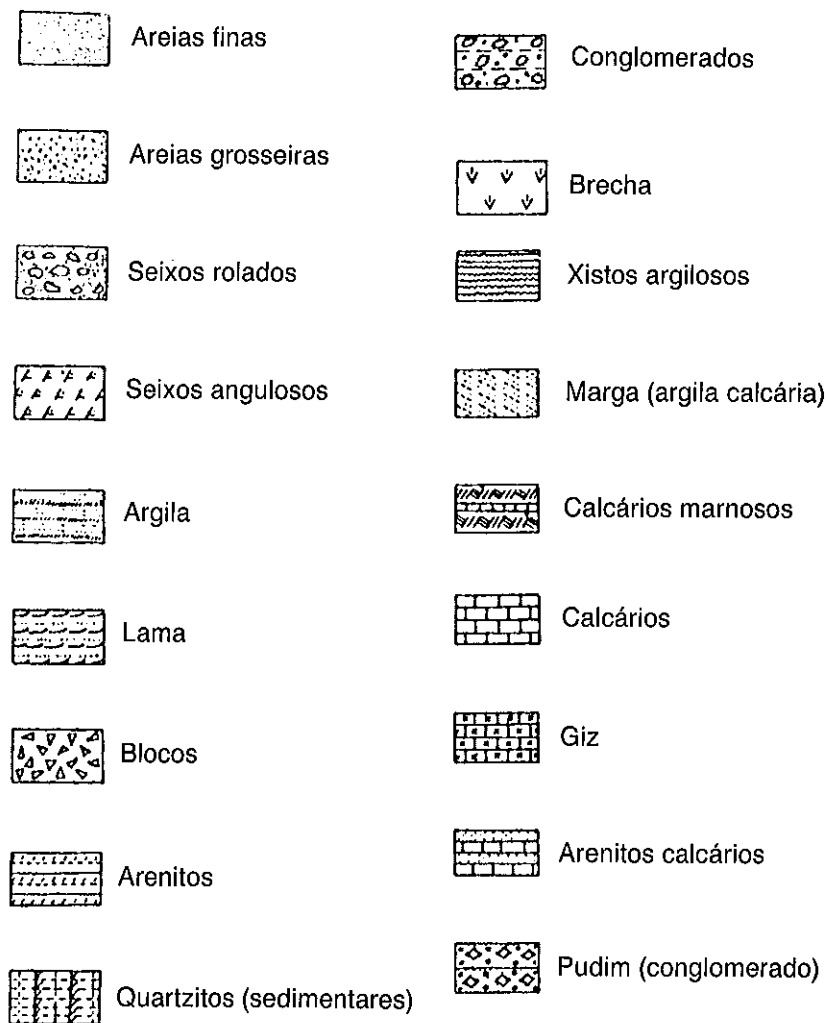 Areias finas
Areias grosseiras
Seixos rolados
Seixos angulosos
Argila
Lama
Blocos
Arenitos
Quartzitos (sedimentares)
Conglomerados
Brecha
Xistos argilosos
Marga (argila calcária)
Calcários marnosos
Calcários
Giz
Arenitos calcários
Pudim (conglomerado)